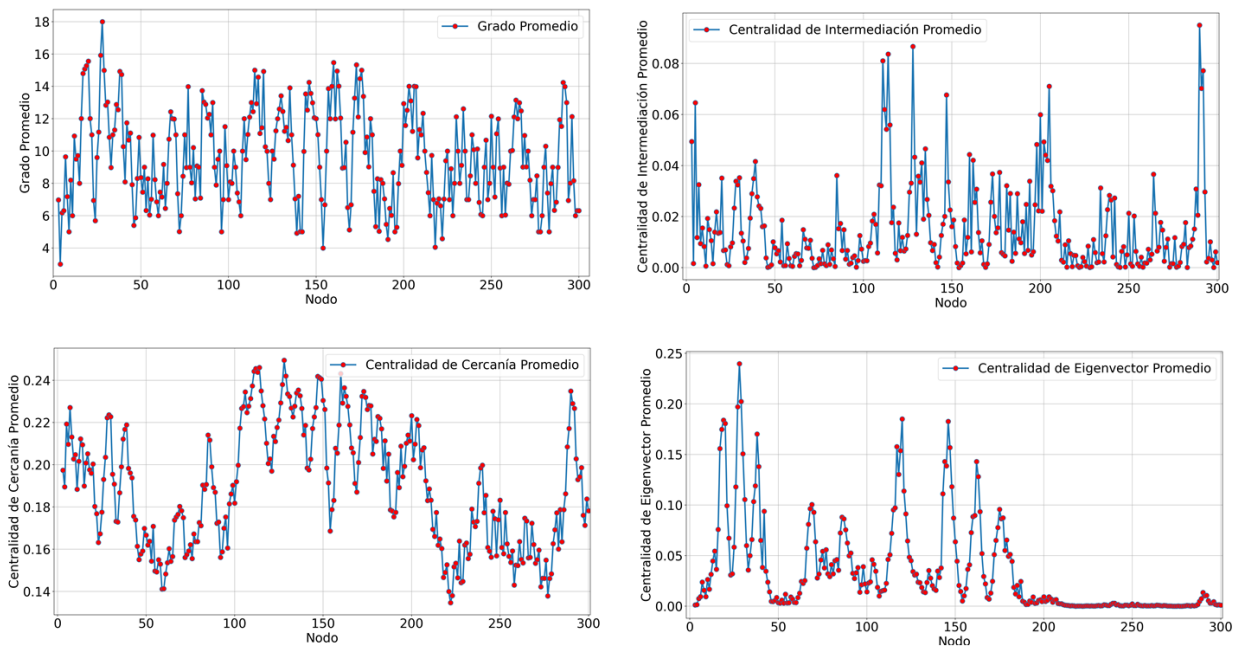 Grado Promedio
18
16
14
12
10
8
6
4
0 50 100 150 200 250 300
Nodo
Grado Promedio
Centralidad de Intermediación Promedio
0.08
0.06
0.04
0.02
0.00
0 50 100 150 200 250 300
Nodo
Centralidad de Intermediación Promedio
Centralidad de Cercanía Promedio
0.24
0.22
0.20
0.18
0.16
0.14
0 50 100 150 200 250 300
Nodo
Centralidad de Cercanía Promedio
0.25
Centralidad de Eigenvector Promedio
0.20
0.15
0.10
0.05
0.00
0 50 100 150 200 250 300
Nodo
Centralidad de Eigenvector Promedio